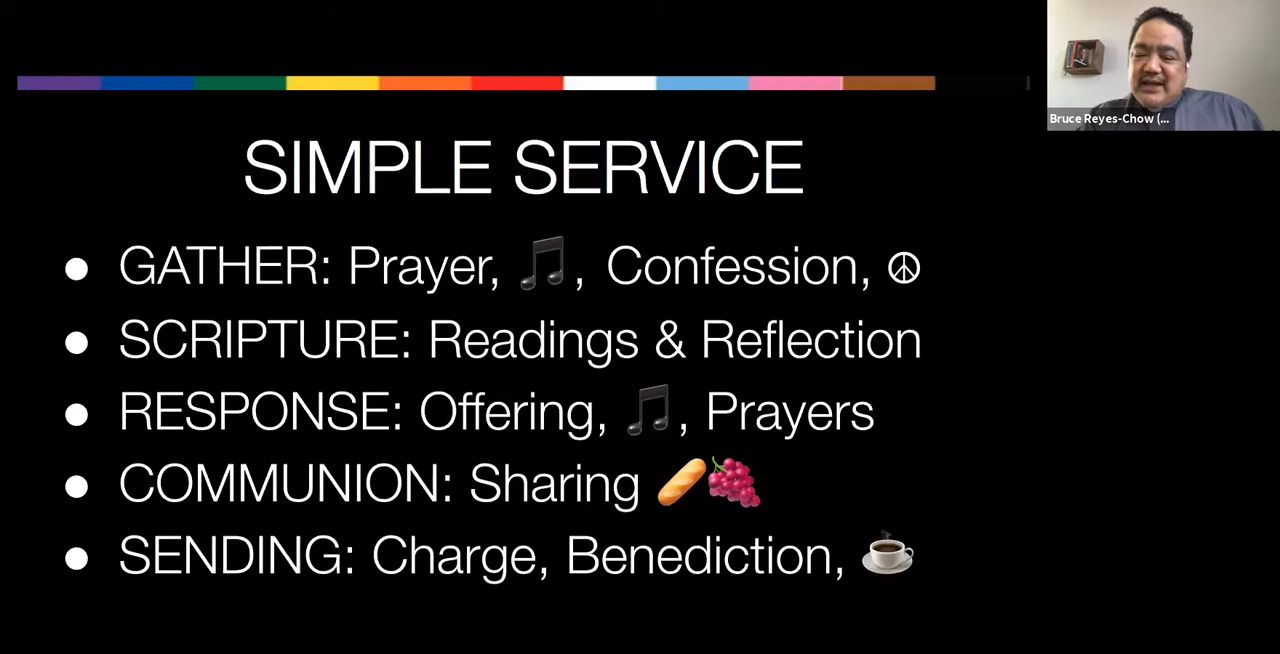 SIMPLE SERVICE
● GATHER: Prayer, 🎵, Confession, ☮
● SCRIPTURE: Readings & Reflection
● RESPONSE: Offering, 🎵, Prayers
● COMMUNION: Sharing 🥖🍇
● SENDING: Charge, Benediction, ☕
Bruce Reyes-Chow (...